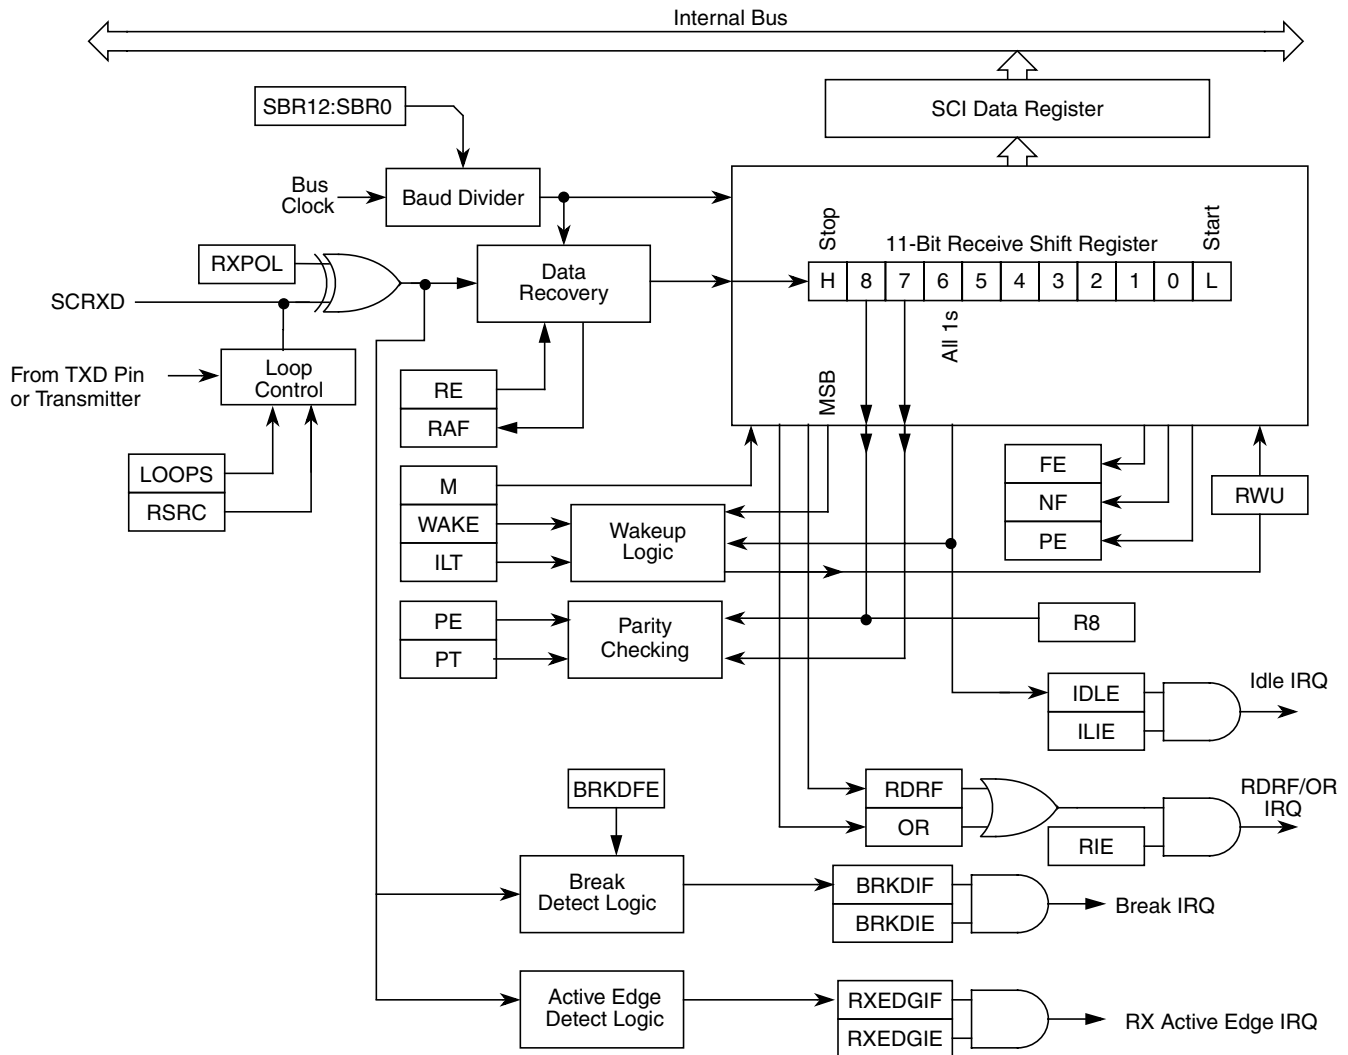 Internal Bus
SBR12:SBR0
SCI Data Register
Bus
Clock
Baud Divider
Stop
11-Bit Receive Shift Register
Start
RXPOL
Data
Recovery
H 8 7 6 5 4 3 2 1 0 L
SCRXD
All 1s
From TXD Pin
or Transmitter
Loop
Control
RE
RAF
MSB
LOOPS
RSRC
M
WAKE
ILT
Wakeup
Logic
FE
NF
PE
RWU
PE
PT
Parity
Checking
R8
IDLE
ILIE
Idle IRQ
BRKDFE
RDRF
OR
RIE
RDRF/OR
IRQ
Break
Detect Logic
BRKDIF
BRKDIE
Break IRQ
Active Edge
Detect Logic
RXEDGIF
RXEDGIE
RX Active Edge IRQ